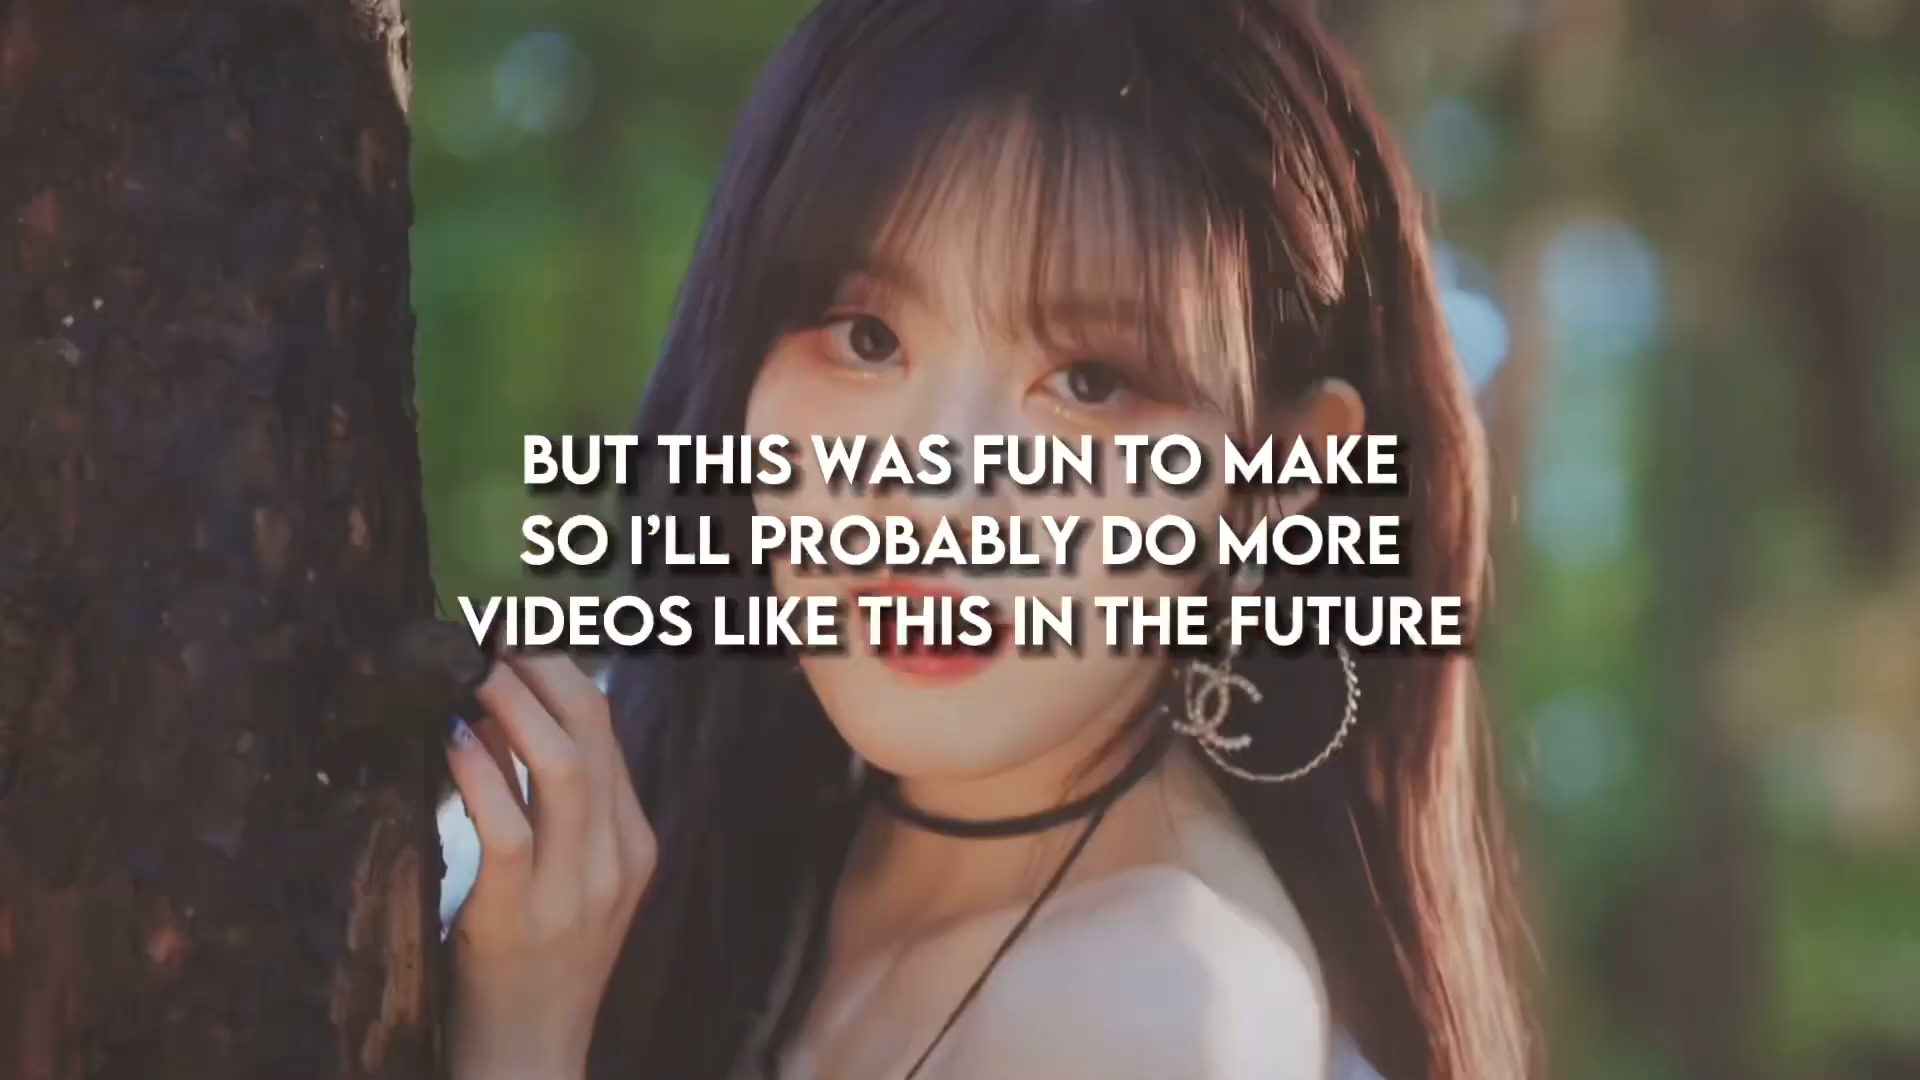 BUT THIS WAS FUN TO MAKE
SO I'LL PROBABLY DO MORE
VIDEOS LIKE THIS IN THE FUTURE